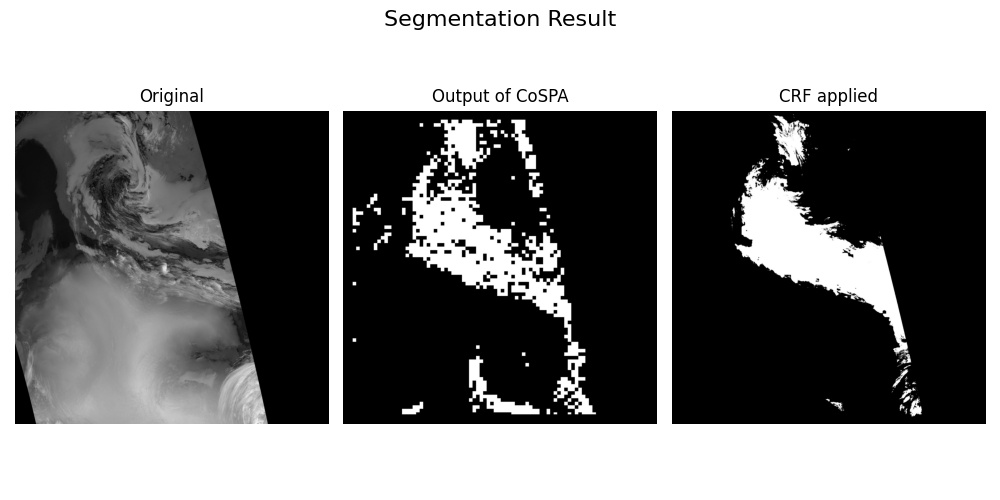 Segmentation Result
Original
Output of CoSPA
CRF applied